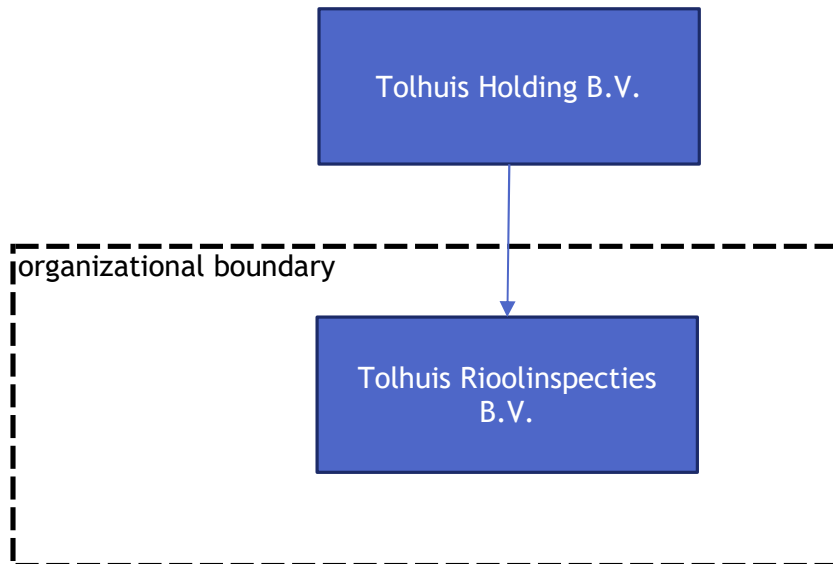 Tolhuis Holding B.V.
organizational boundary
Tolhuis Rioolinspecties
B.V.